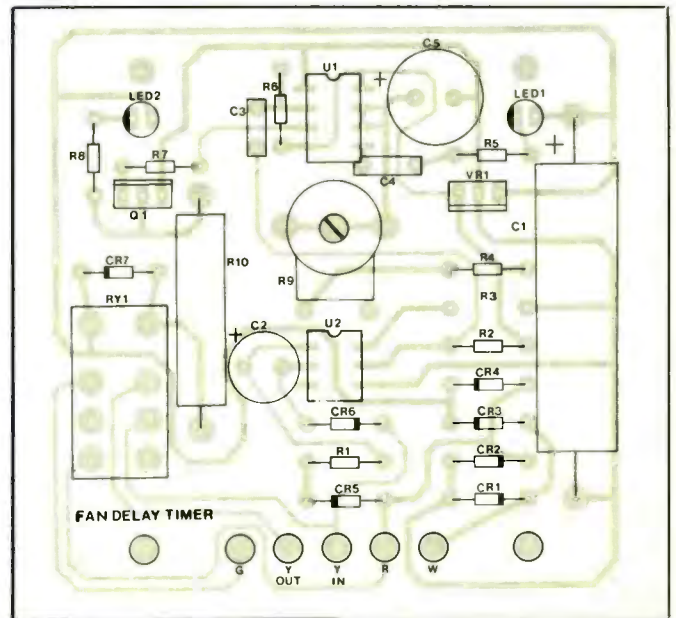 C5
U1
R6
+
LED2
LED1
C3
+
R8
R7
R5
C4
VR1
Q1
C1
CR7
R10
R4
R9
RY1
R3
C2
U2
+
R2
CR4
CR6
CR3
R1
CR2
CR5
CR1
FAN DELAY TIMER
G
Y
OUT
Y
IN
R
W